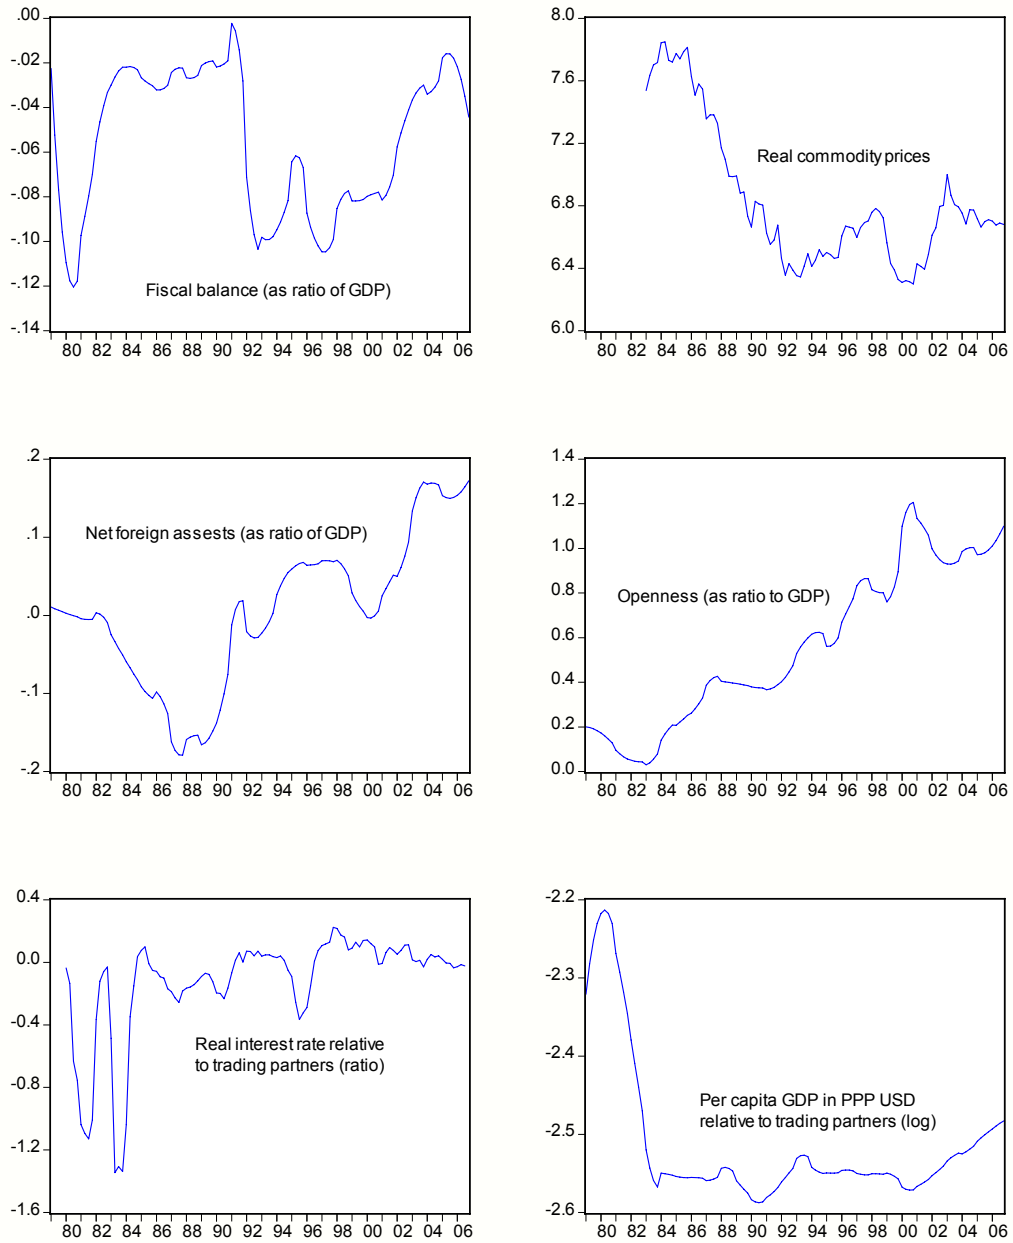 .00
-.02
-.04
-.06
-.08
-.10
-.12
-.14
Fiscal balance (as ratio of GDP)
80 82 84 86 88 90 92 94 96 98 00 02 04 06
8.0
7.6
7.2
6.8
6.4
6.0
Real commodity prices
80 82 84 86 88 90 92 94 96 98 00 02 04 06
.2
.1
.0
-.1
-.2
Net foreign assests (as ratio of GDP)
80 82 84 86 88 90 92 94 96 98 00 02 04 06
1.4
1.2
1.0
0.8
0.6
0.4
0.2
0.0
Openness (as ratio to GDP)
80 82 84 86 88 90 92 94 96 98 00 02 04 06
0.4
0.0
-0.4
-0.8
-1.2
-1.6
Real interest rate relative
to trading partners (ratio)
80 82 84 86 88 90 92 94 96 98 00 02 04 06
-2.2
-2.3
-2.4
-2.5
-2.6
Per capita GDP in PPP USD
relative to trading partners (log)
80 82 84 86 88 90 92 94 96 98 00 02 04 06